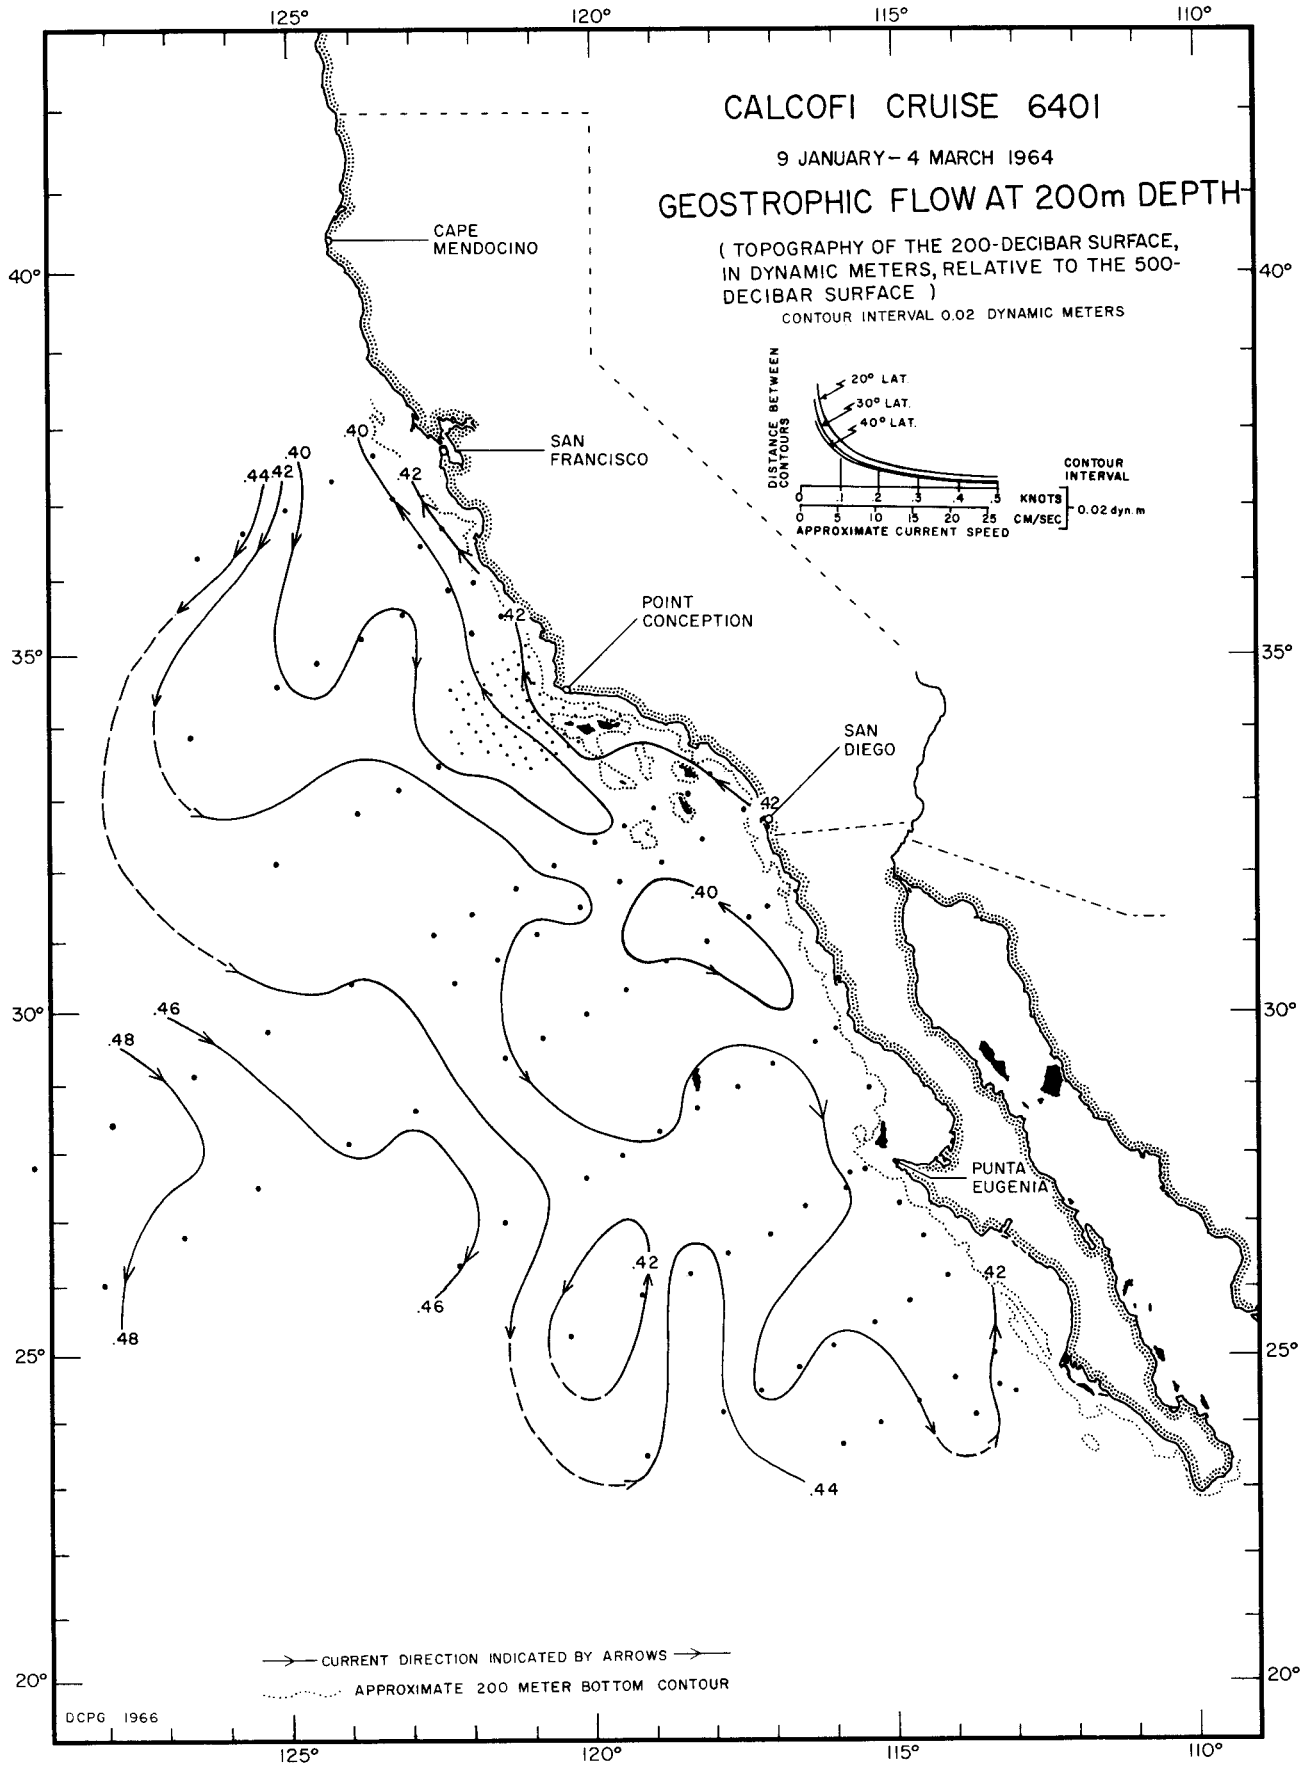 125°
120°
115°
110°
CALCOFI CRUISE 6401
9 JANUARY – 4 MARCH 1964
GEOSTROPHIC FLOW AT 200m DEPTH
( TOPOGRAPHY OF THE 200-DECIBAR SURFACE,
IN DYNAMIC METERS, RELATIVE TO THE 500-
DECIBAR SURFACE )
CONTOUR INTERVAL 0.02 DYNAMIC METERS
CAPE
MENDOCINO
40°
40°
DISTANCE BETWEEN
CONTOURS
20° LAT.
30° LAT.
40° LAT.
CONTOUR
INTERVAL
0 .1 .2 .3 .4 .5 KNOTS
0 5 10 15 20 25 CM/SEC
0.02 dyn.m
APPROXIMATE CURRENT SPEED
.40
SAN
FRANCISCO
.44
.42
.40
.42
POINT
CONCEPTION
.42
35°
35°
SAN
DIEGO
.42
.40
30°
30°
.46
.48
PUNTA
EUGENIA
.42
.42
.46
.48
25°
25°
.44
CURRENT DIRECTION INDICATED BY ARROWS
APPROXIMATE 200 METER BOTTOM CONTOUR
20°
20°
DCPG 1966
125°
120°
115°
110°